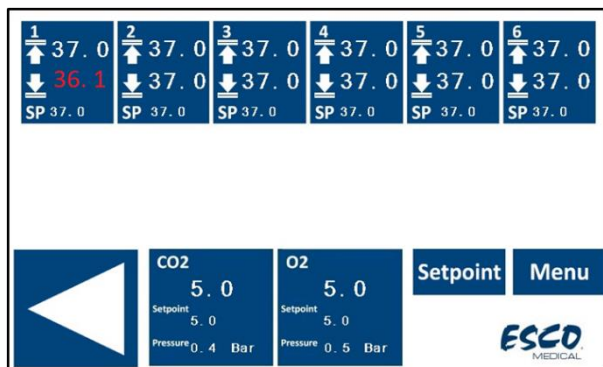 1 2 3 4 5 6
37.0 37.0 37.0 37.0 37.0 37.0
36.1 37.0 37.0 37.0 37.0 37.0
SP 37.0 SP 37.0 SP 37.0 SP 37.0 SP 37.0 SP 37.0
CO2
5.0
Setpoint
5.0
Pressure 0.4 Bar
O2
5.0
Setpoint
5.0
Pressure 0.5 Bar
Setpoint Menu
ESCO
MEDICAL